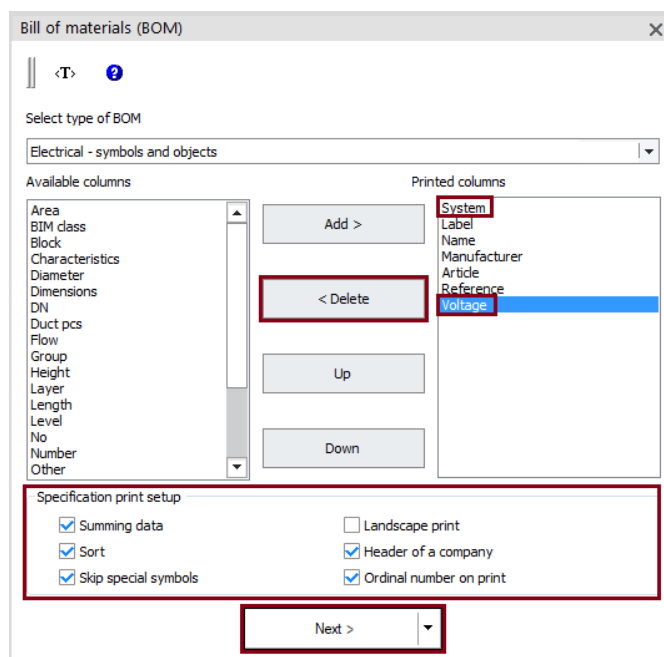 Bill of materials (BOM)
<T>
?
Select type of BOM
Electrical - symbols and objects
Available columns
Printed columns
Area
BIM class
Block
Characteristics
Diameter
Dimensions
DN
Duct pcs
Flow
Group
Height
Layer
Length
Level
No
Number
Other
Add >
< Delete
Up
Down
System
Label
Name
Manufacturer
Article
Reference
Voltage
Specification print setup
Summing data
Landscape print
Sort
Header of a company
Skip special symbols
Ordinal number on print
Next >